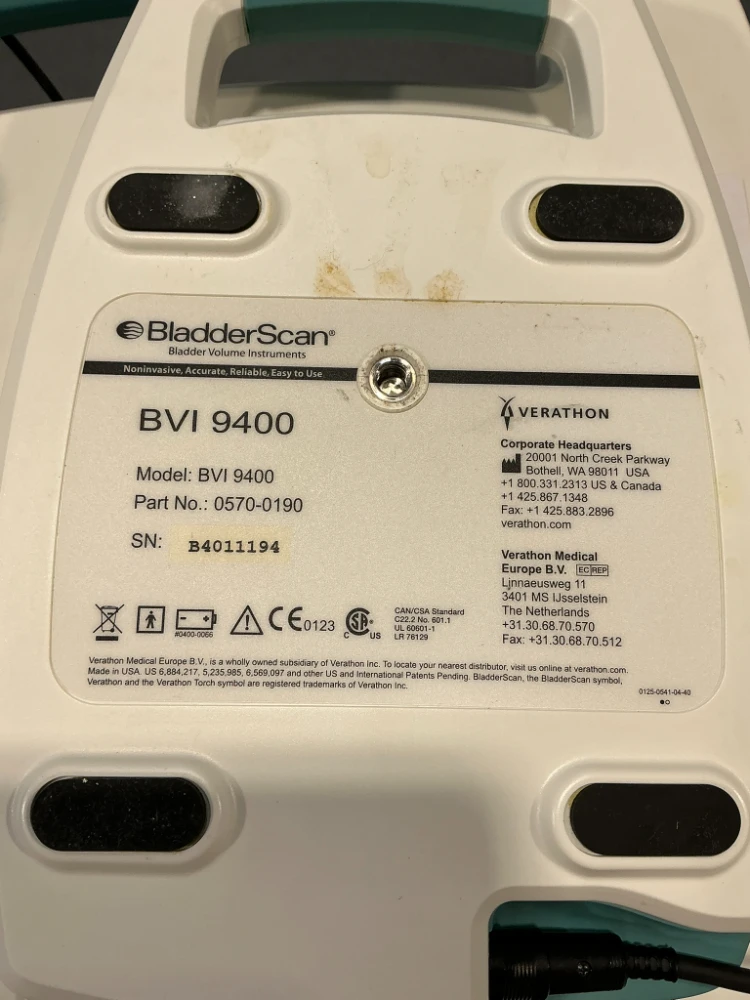 BladderScan®
Bladder Volume Instruments
Noninvasive, Accurate, Reliable, Easy to Use
BVI 9400
Model: BVI 9400
Part No.: 0570-0190
SN: B4011194
VERATHON
Corporate Headquarters
20001 North Creek Parkway
Bothell, WA 98011 USA
+1 800.331.2313 US & Canada
+1 425.867.1348
Fax: +1 425.883.2896
verathon.com
Verathon Medical
Europe B.V. EC REP
Linnaeusweg 11
3401 MS IJsselstein
The Netherlands
+31.30.68.70.570
Fax: +31.30.68.70.512
#0400-0066
CE 0123
C SA® US
CAN/CSA Standard
C22.2 No. 601.1
UL 60601-1
LR 76129
Verathon Medical Europe B.V., is a wholly owned subsidiary of Verathon Inc. To locate your nearest distributor, visit us online at verathon.com.
Made in USA. US 6,884,217, 5,235,985, 6,569,097 and other US and International Patents Pending. BladderScan, the BladderScan symbol,
Verathon and the Verathon Torch symbol are registered trademarks of Verathon Inc.
0125-0541-04-40